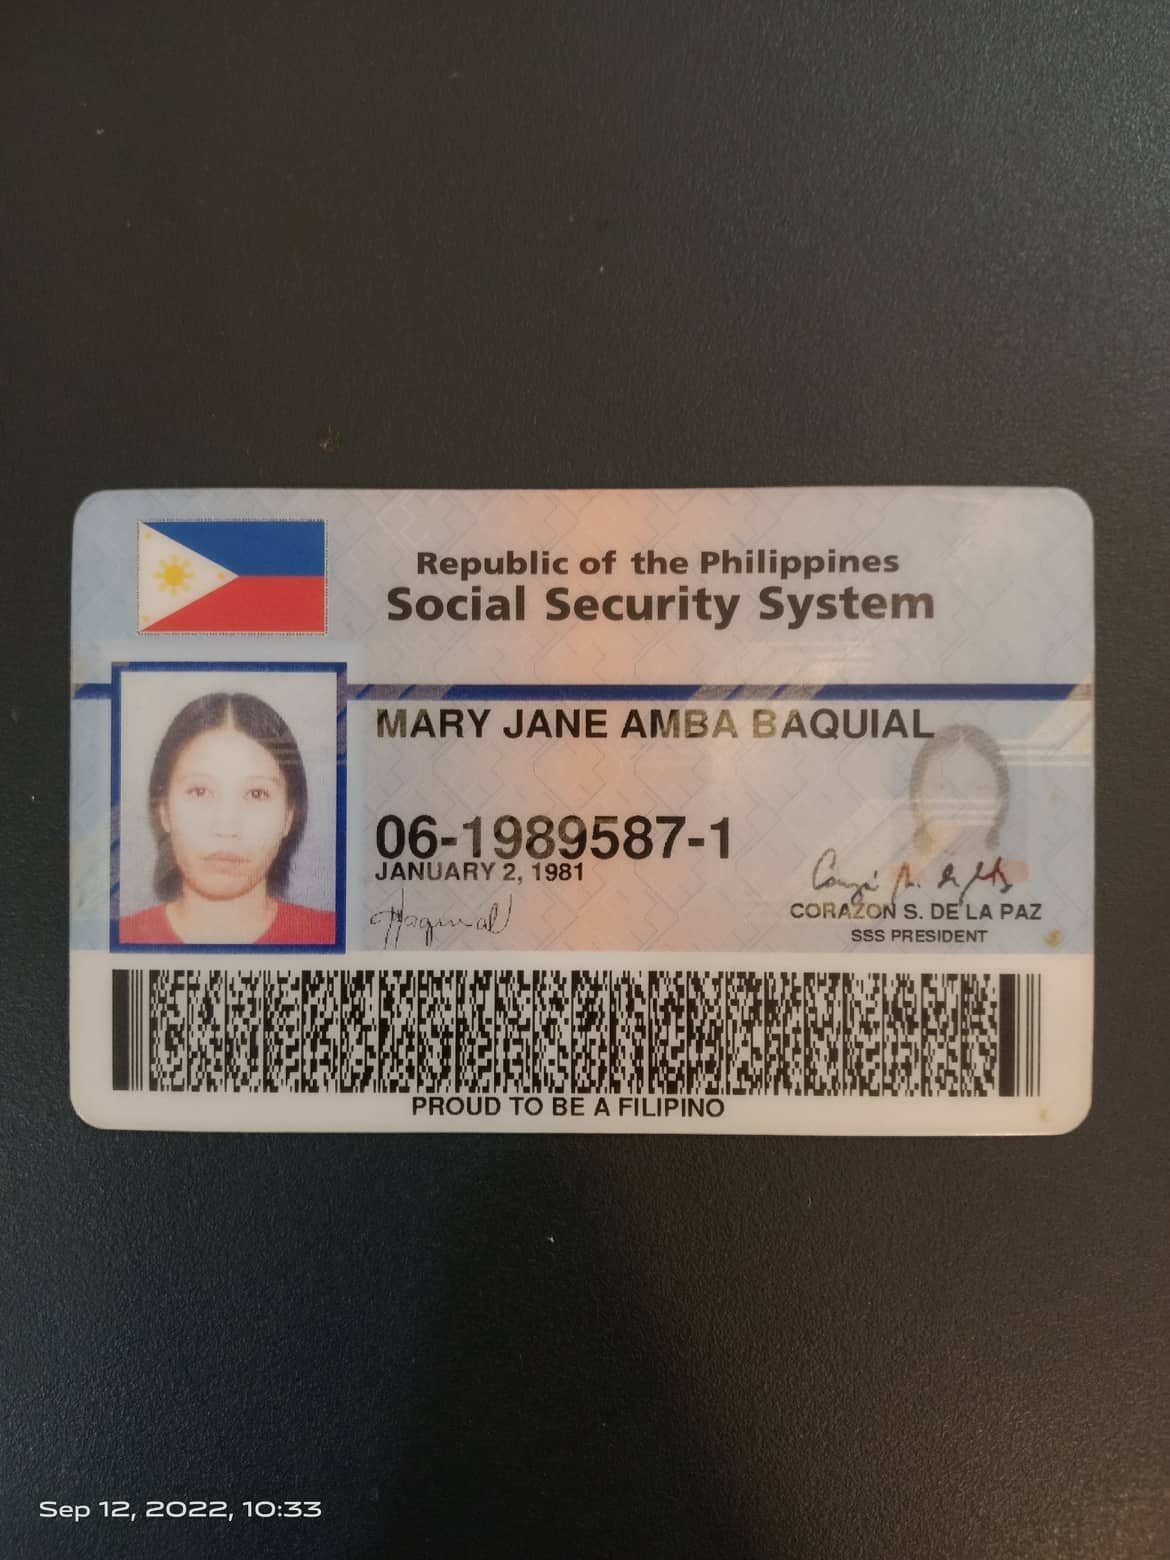 Republic of the Philippines
Social Security System
MARY JANE AMBA BAQUIAL
06-1989587-1
JANUARY 2, 1981
CORAZON S. DE LA PAZ
SSS PRESIDENT
PROUD TO BE A FILIPINO
Sep 12, 2022, 10:33